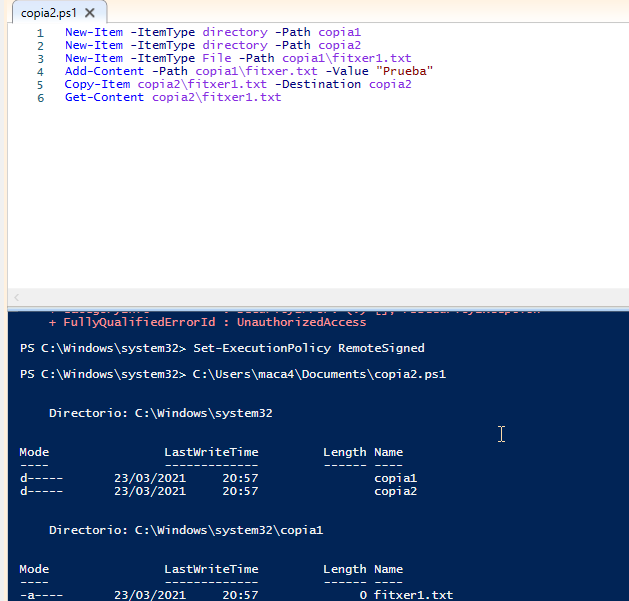 copia2.ps1
1 New-Item -ItemType directory -Path copia1
2 New-Item -ItemType directory -Path copia2
3 New-Item -ItemType File -Path copia1\fitxer1.txt
4 Add-Content -Path copia1\fitxer.txt -Value "Prueba"
5 Copy-Item copia2\fitxer1.txt -Destination copia2
6 Get-Content copia2\fitxer1.txt
+ FullyQualifiedErrorId : UnauthorizedAccess
PS C:\Windows\system32> Set-ExecutionPolicy RemoteSigned
PS C:\Windows\system32> C:\Users\maca4\Documents\copia2.ps1
Directorio: C:\Windows\system32
Mode LastWriteTime Length Name
---- ------------- ------ ----
d----- 23/03/2021 20:57 copia1
d----- 23/03/2021 20:57 copia2
Directorio: C:\Windows\system32\copia1
Mode LastWriteTime Length Name
---- ------------- ------ ----
-a---- 23/03/2021 20:57 0 fitxer1.txt